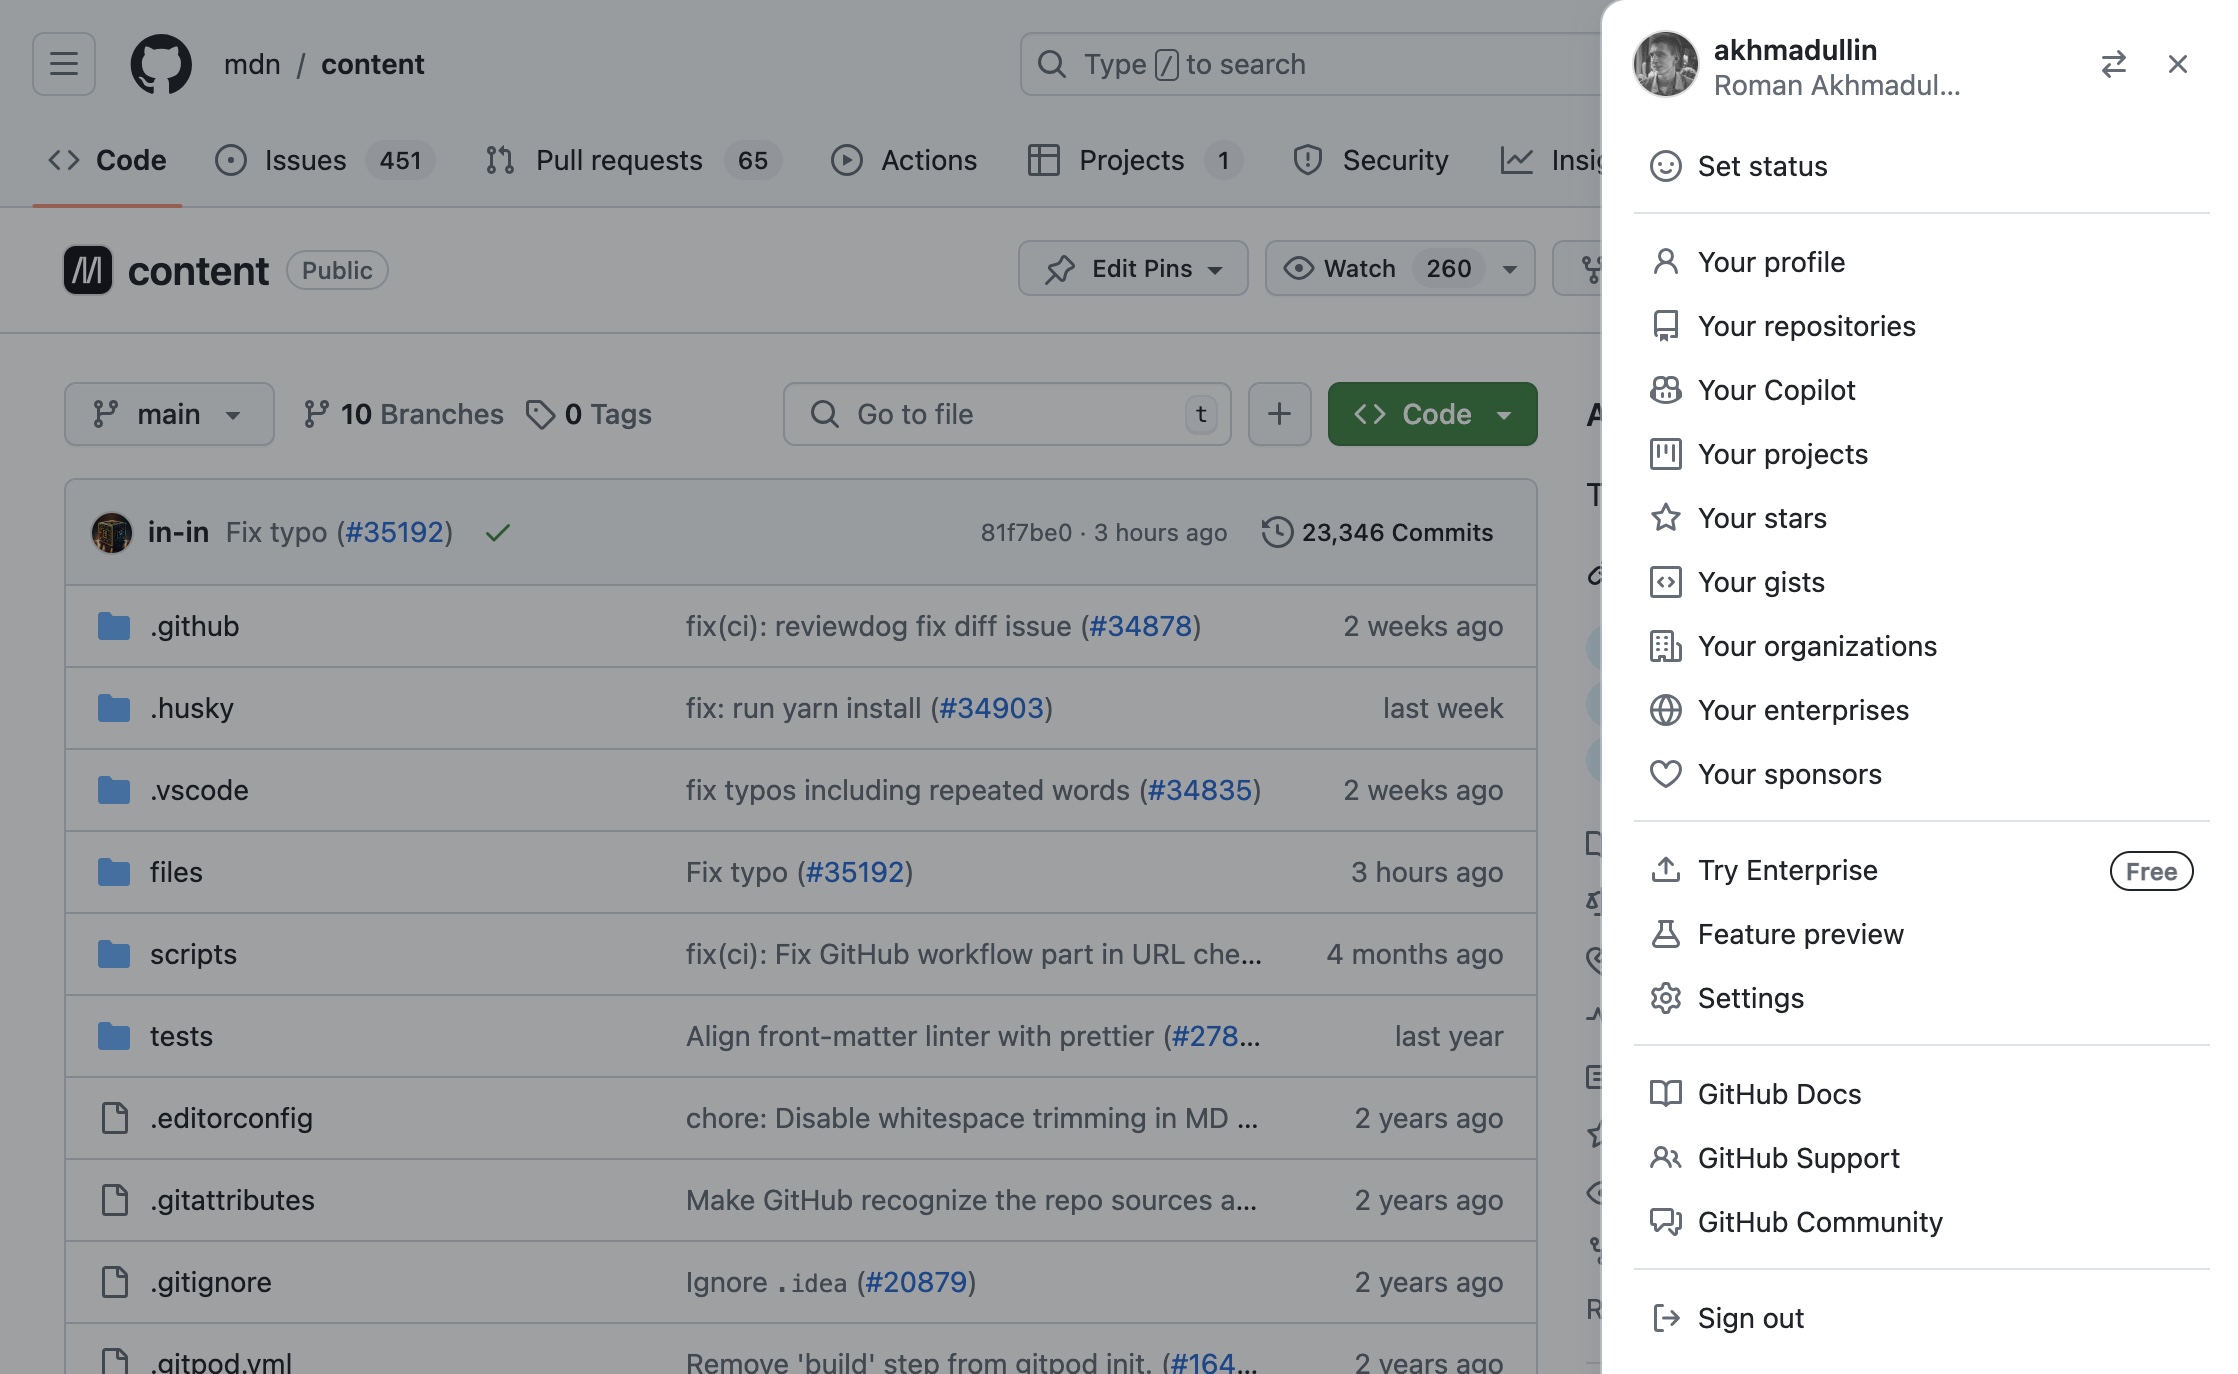 mdn / content
Type / to search
Code
Issues 451
Pull requests 65
Actions
Projects 1
Security
Insig
content Public
Edit Pins
Watch 260
main
10 Branches
0 Tags
Go to file t
Code
in-in Fix typo (#35192) 81f7be0 · 3 hours ago 23,346 Commits
.github fix(ci): reviewdog fix diff issue (#34878) 2 weeks ago
.husky fix: run yarn install (#34903) last week
.vscode fix typos including repeated words (#34835) 2 weeks ago
files Fix typo (#35192) 3 hours ago
scripts fix(ci): Fix GitHub workflow part in URL che... 4 months ago
tests Align front-matter linter with prettier (#278... last year
.editorconfig chore: Disable whitespace trimming in MD ... 2 years ago
.gitattributes Make GitHub recognize the repo sources a... 2 years ago
.gitignore Ignore .idea (#20879) 2 years ago
.gitpod.yml Remove 'build' step from gitpod init. (#164... 2 years ago
akhmadullin
Roman Akhmadul...
Set status
Your profile
Your repositories
Your Copilot
Your projects
Your stars
Your gists
Your organizations
Your enterprises
Your sponsors
Try Enterprise Free
Feature preview
Settings
GitHub Docs
GitHub Support
GitHub Community
Sign out